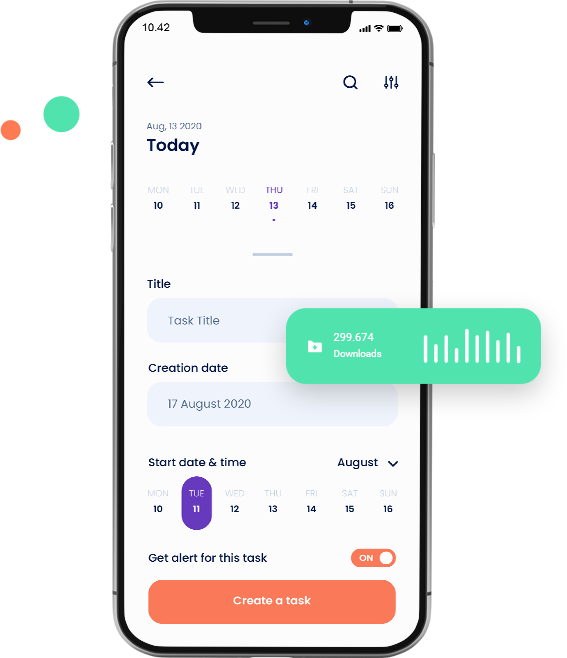 10.42
Aug, 13 2020
Today
MON TUE WED THU FRI SAT SUN
10 11 12 13 14 15 16
Title
Task Title
299.674
Downloads
Creation date
17 August 2020
Start date & time August
MON TUE WED THU FRI SAT SUN
10 11 12 13 14 15 16
Get alert for this task ON
Create a task